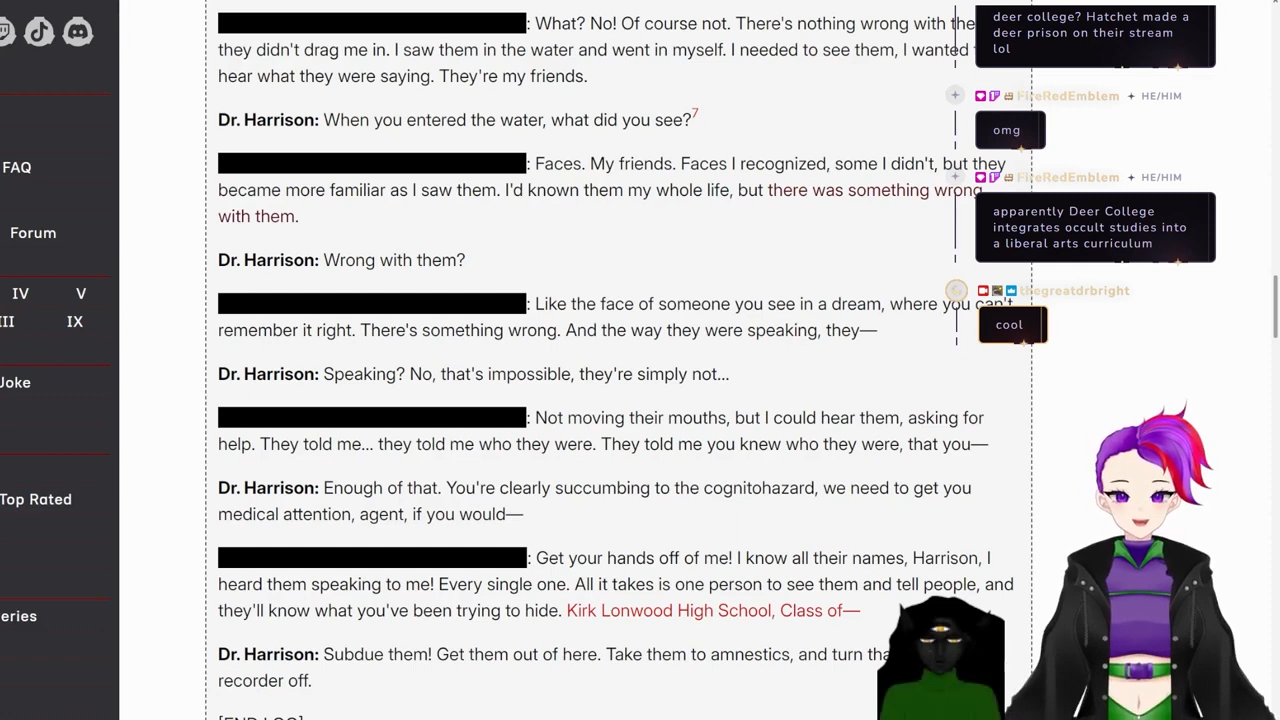 FAQ
Forum
IV V
III IX
Joke
Top Rated
eries
: What? No! Of course not. There's nothing wrong with the
they didn't drag me in. I saw them in the water and went in myself. I needed to see them, I wanted
hear what they were saying. They're my friends.
Dr. Harrison: When you entered the water, what did you see?7
: Faces. My friends. Faces I recognized, some I didn't, but they
became more familiar as I saw them. I'd known them my whole life, but there was something wrong
with them.
Dr. Harrison: Wrong with them?
: Like the face of someone you see in a dream, where you can't
remember it right. There's something wrong. And the way they were speaking, they—
Dr. Harrison: Speaking? No, that's impossible, they're simply not...
: Not moving their mouths, but I could hear them, asking for
help. They told me... they told me who they were. They told me you knew who they were, that you—
Dr. Harrison: Enough of that. You're clearly succumbing to the cognitohazard, we need to get you
medical attention, agent, if you would—
: Get your hands off of me! I know all their names, Harrison, I
heard them speaking to me! Every single one. All it takes is one person to see them and tell people, and
they'll know what you've been trying to hide. Kirk Lonwood High School, Class of—
Dr. Harrison: Subdue them! Get them out of here. Take them to amnestics, and turn tha
recorder off.
[END LOG]
deer college? Hatchet made a
deer prison on their stream
lol
FireRedEmblem HE/HIM
omg
FireRedEmblem HE/HIM
apparently Deer College
integrates occult studies into
a liberal arts curriculum
thegreatdrbright
cool